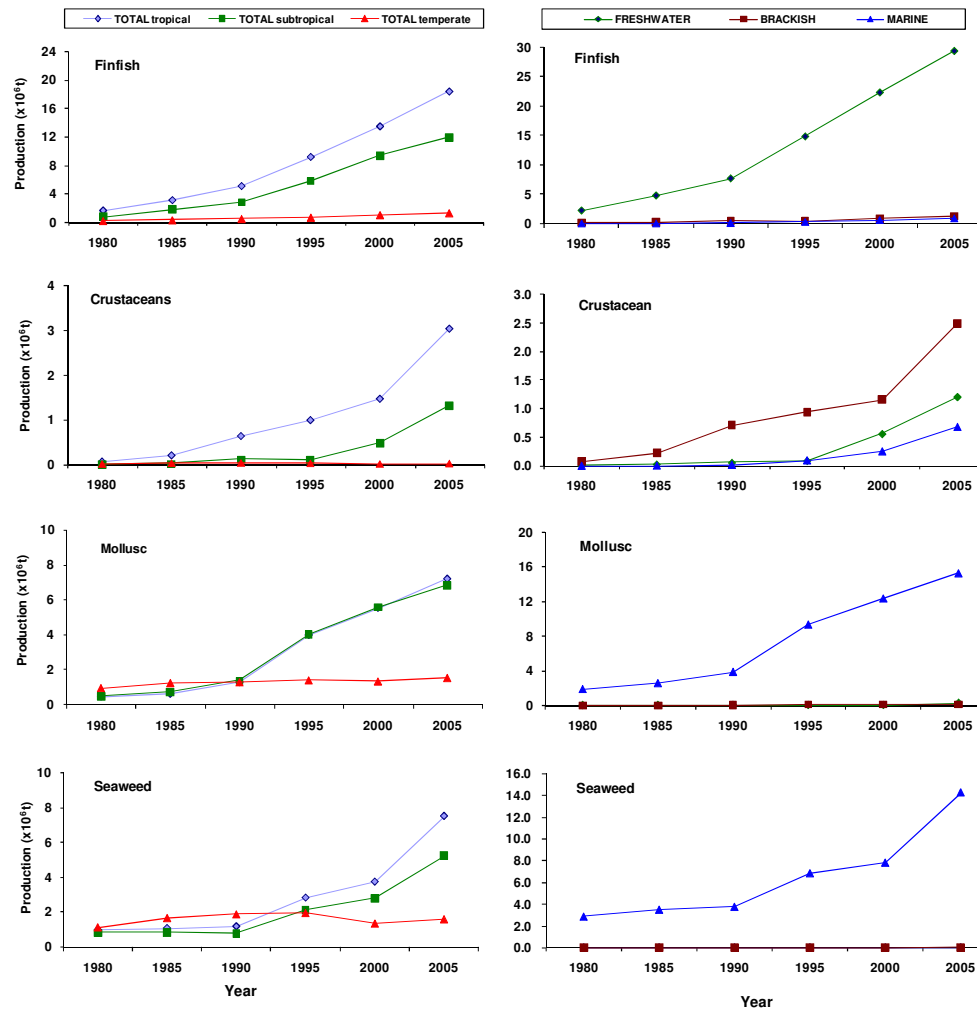 TOTAL tropical TOTAL subtropical TOTAL temperate
FRESHWATER BRACKISH MARINE
Finfish
Production (x10⁶t)
24
20
16
12
8
4
0
1980 1985 1990 1995 2000 2005
Finfish
30
25
20
15
10
5
0
1980 1985 1990 1995 2000 2005
Crustaceans
Production (x10⁶t)
4
3
2
1
0
1980 1985 1990 1995 2000 2005
Crustacean
3.0
2.5
2.0
1.5
1.0
0.5
0.0
1980 1985 1990 1995 2000 2005
Mollusc
Production (x10⁶t)
10
8
6
4
2
0
1980 1985 1990 1995 2000 2005
Mollusc
20
16
12
8
4
0
1980 1985 1990 1995 2000 2005
Seaweed
Production (x10⁶t)
10
8
6
4
2
0
1980 1985 1990 1995 2000 2005
Year
Seaweed
16.0
14.0
12.0
10.0
8.0
6.0
4.0
2.0
0.0
1980 1985 1990 1995 2000 2005
Year